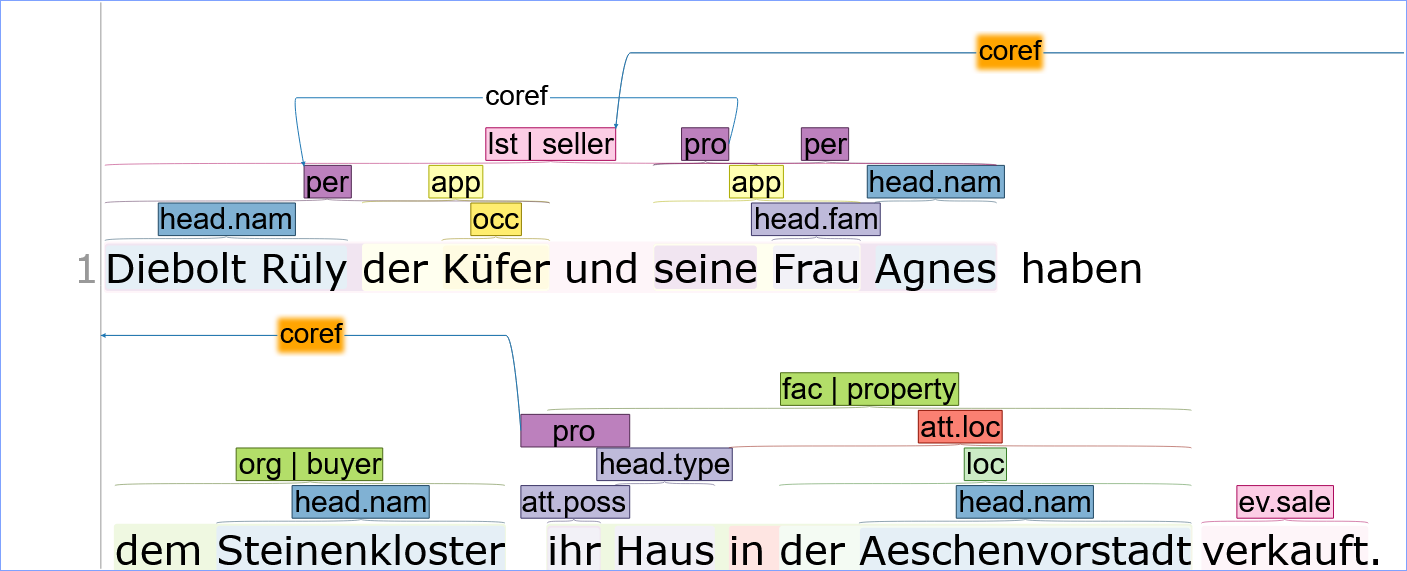 coref
coref
lst | seller pro per
per app app head.nam
head.nam occ head.fam
1 Diebolt Rüly der Küfer und seine Frau Agnes haben
coref
fac | property
pro att.loc
org | buyer head.type loc
head.nam att.poss head.nam ev.sale
dem Steinenkloster ihr Haus in der Aeschenvorstadt verkauft.